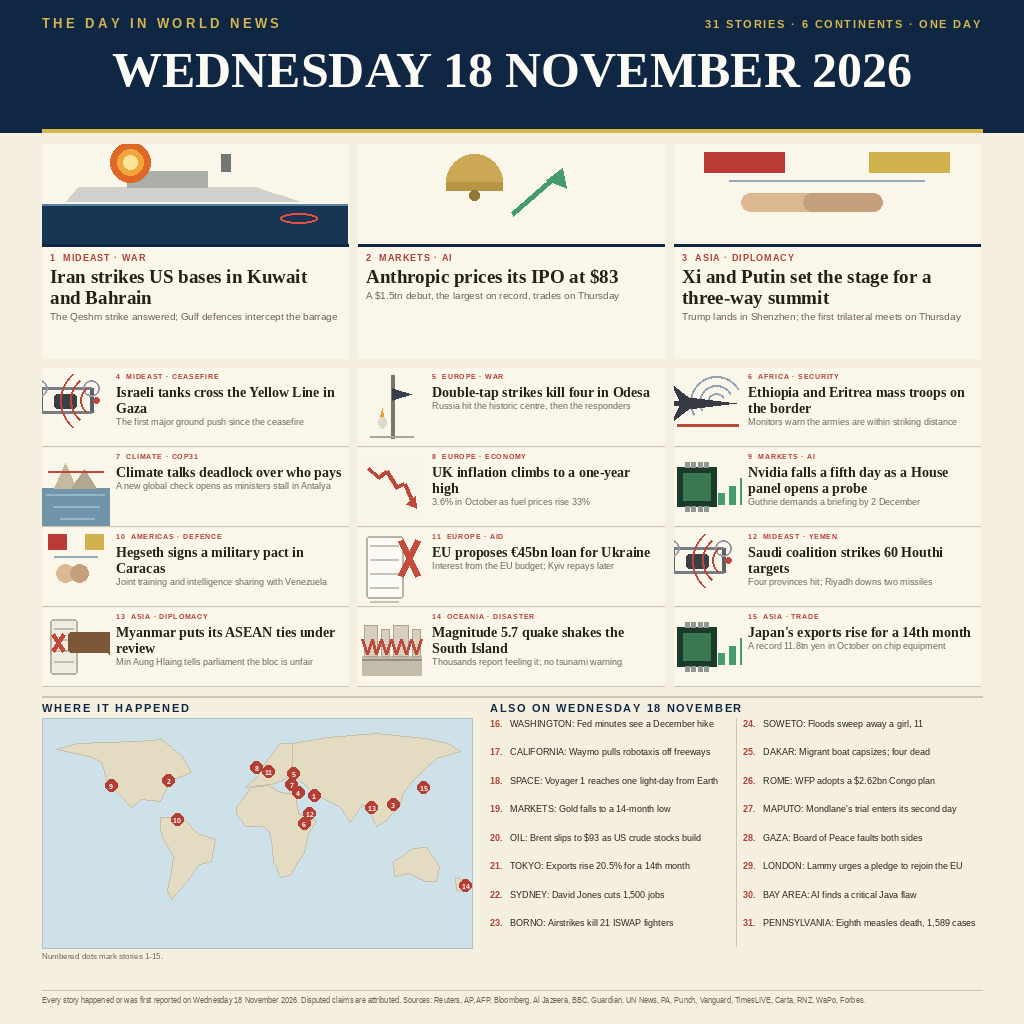 THE DAY IN WORLD NEWS
31 STORIES · 6 CONTINENTS · ONE DAY
WEDNESDAY 18 NOVEMBER 2026
1 MIDEAST · WAR
Iran strikes US bases in Kuwait
and Bahrain
The Qeshm strike answered; Gulf defences intercept the barrage
2 MARKETS · AI
Anthropic prices its IPO at $83
A $1.5tn debut, the largest on record, trades on Thursday
3 ASIA · DIPLOMACY
Xi and Putin set the stage for a
three-way summit
Trump lands in Shenzhen; the first trilateral meets on Thursday
4 MIDEAST · CEASEFIRE
Israeli tanks cross the Yellow Line in
Gaza
The first major ground push since the ceasefire
5 EUROPE · WAR
Double-tap strikes kill four in Odesa
Russia hit the historic centre, then the responders
6 AFRICA · SECURITY
Ethiopia and Eritrea mass troops on
the border
Monitors warn the armies are within striking distance
7 CLIMATE · COP31
Climate talks deadlock over who pays
A new global check opens as ministers stall in Antalya
8 EUROPE · ECONOMY
UK inflation climbs to a one-year
high
3.6% in October as fuel prices rise 33%
9 MARKETS · AI
Nvidia falls a fifth day as a House
panel opens a probe
Guthrie demands a briefing by 2 December
10 AMERICAS · DEFENCE
Hegseth signs a military pact in
Caracas
Joint training and intelligence sharing with Venezuela
11 EUROPE · AID
EU proposes €45bn loan for Ukraine
Interest from the EU budget; Kyiv repays later
12 MIDEAST · YEMEN
Saudi coalition strikes 60 Houthi
targets
Four provinces hit; Riyadh downs two missiles
13 ASIA · DIPLOMACY
Myanmar puts its ASEAN ties under
review
Min Aung Hlaing tells parliament the bloc is unfair
14 OCEANIA · DISASTER
Magnitude 5.7 quake shakes the
South Island
Thousands report feeling it; no tsunami warning
15 ASIA · TRADE
Japan's exports rise for a 14th month
A record 11.8tn yen in October on chip equipment
WHERE IT HAPPENED
8
11
5
2
9
7
4
1
15
13
3
12
10
6
14
Numbered dots mark stories 1-15.
ALSO ON WEDNESDAY 18 NOVEMBER
16. WASHINGTON: Fed minutes see a December hike
17. CALIFORNIA: Waymo pulls robotaxis off freeways
18. SPACE: Voyager 1 reaches one light-day from Earth
19. MARKETS: Gold falls to a 14-month low
20. OIL: Brent slips to $93 as US crude stocks build
21. TOKYO: Exports rise 20.5% for a 14th month
22. SYDNEY: David Jones cuts 1,500 jobs
23. BORNO: Airstrikes kill 21 ISWAP fighters
24. SOWETO: Floods sweep away a girl, 11
25. DAKAR: Migrant boat capsizes; four dead
26. ROME: WFP adopts a $2.62bn Congo plan
27. MAPUTO: Mondlane's trial enters its second day
28. GAZA: Board of Peace faults both sides
29. LONDON: Lammy urges a pledge to rejoin the EU
30. BAY AREA: AI finds a critical Java flaw
31. PENNSYLVANIA: Eighth measles death, 1,589 cases
Every story happened or was first reported on Wednesday 18 November 2026. Disputed claims are attributed. Sources: Reuters, AP, AFP, Bloomberg, Al Jazeera, BBC, Guardian, UN News, PA, Punch, Vanguard, TimesLIVE, Carta, RNZ, WaPo, Forbes.